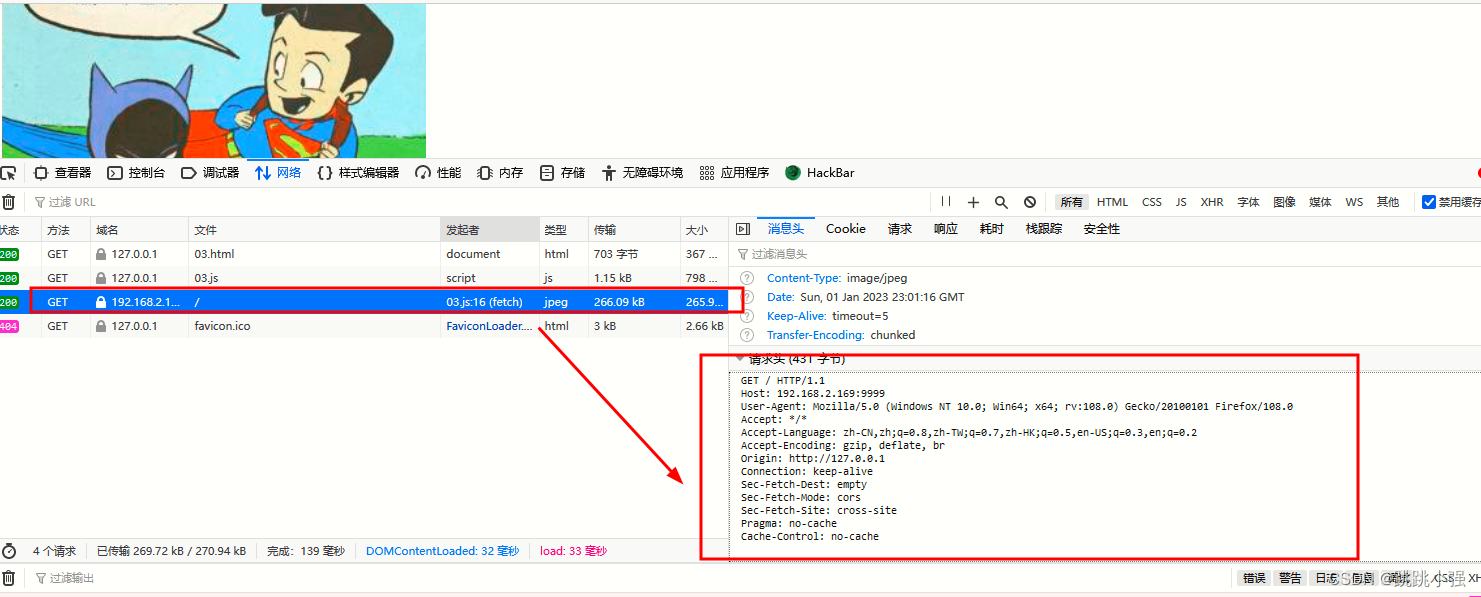 查看器 控制台 调试器 网络 样式编辑器 性能 内存 存储 无障碍环境 应用程序 HackBar
过滤 URL
所有 HTML CSS JS XHR 字体 图像 媒体 WS 其他 禁用缓存
状态 方法 域名 文件 发起者 类型 传输 大小
200 GET 127.0.0.1 03.html document html 703 字节 367 ...
200 GET 127.0.0.1 03.js script js 1.15 kB 798 ...
200 GET 192.168.2.1... / 03.js:16 (fetch) jpeg 266.09 kB 265.9...
404 GET 127.0.0.1 favicon.ico FaviconLoader.... html 3 kB 2.66 kB
消息头 Cookie 请求 响应 耗时 栈跟踪 安全性
过滤消息头
Content-Type: image/jpeg
Date: Sun, 01 Jan 2023 23:01:16 GMT
Keep-Alive: timeout=5
Transfer-Encoding: chunked
请求头 (431 字节)
GET / HTTP/1.1
Host: 192.168.2.169:9999
User-Agent: Mozilla/5.0 (Windows NT 10.0; Win64; x64; rv:108.0) Gecko/20100101 Firefox/108.0
Accept: */*
Accept-Language: zh-CN,zh;q=0.8,zh-TW;q=0.7,zh-HK;q=0.5,en-US;q=0.3,en;q=0.2
Accept-Encoding: gzip, deflate, br
Origin: http://127.0.0.1
Connection: keep-alive
Sec-Fetch-Dest: empty
Sec-Fetch-Mode: cors
Sec-Fetch-Site: cross-site
Pragma: no-cache
Cache-Control: no-cache
4 个请求 已传输 269.72 kB / 270.94 kB 完成: 139 毫秒 DOMContentLoaded: 32 毫秒 load: 33 毫秒
过滤输出
错误 警告 日志 CSS XH
CSDN @跳跳小强